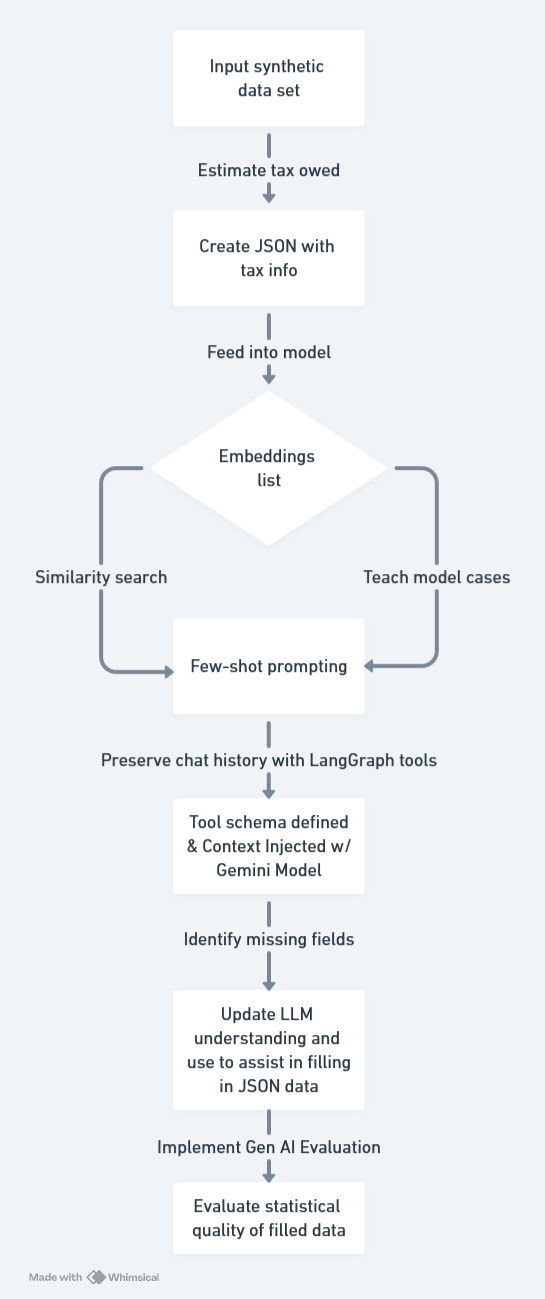 Input synthetic
data set
Estimate tax owed
Create JSON with
tax info
Feed into model
Embeddings
list
Similarity search
Teach model cases
Few-shot prompting
Preserve chat history with LangGraph tools
Tool schema defined
& Context Injected w/
Gemini Model
Identify missing fields
Update LLM
understanding and
use to assist in filling
in JSON data
Implement Gen AI Evaluation
Evaluate statistical
quality of filled data
Made with Whimsical